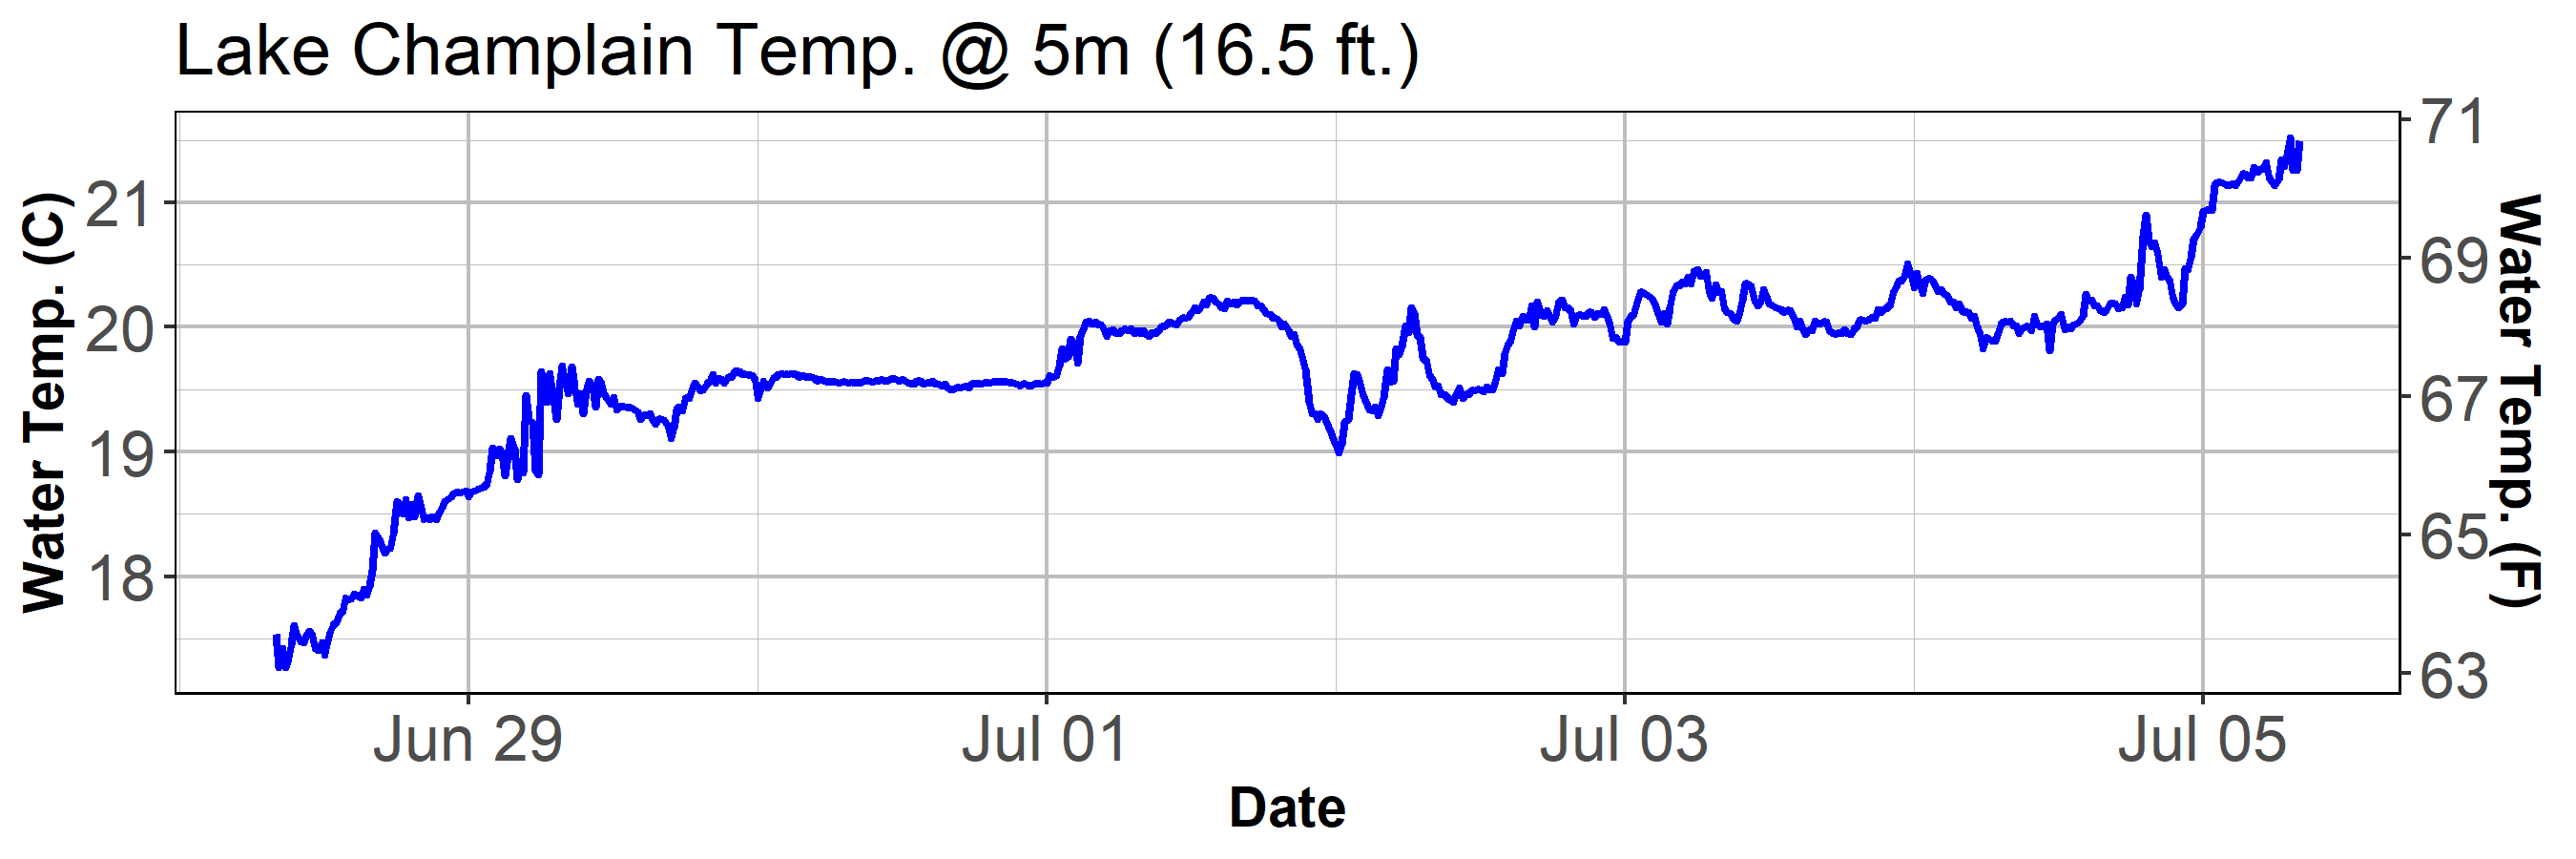 Lake Champlain Temp. @ 5m (16.5 ft.)
Water Temp. (C)
21
20
19
18
71
69
67
65
63
Water Temp. (F)
Jun 29 Jul 01 Jul 03 Jul 05
Date